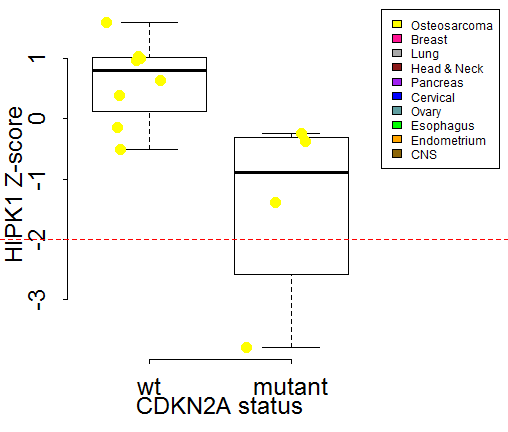 Osteosarcoma
Breast
Lung
Head & Neck
Pancreas
Cervical
Ovary
Esophagus
Endometrium
CNS
HIPK1 Z-score
1
0
-1
-2
-3
wt mutant
CDKN2A status